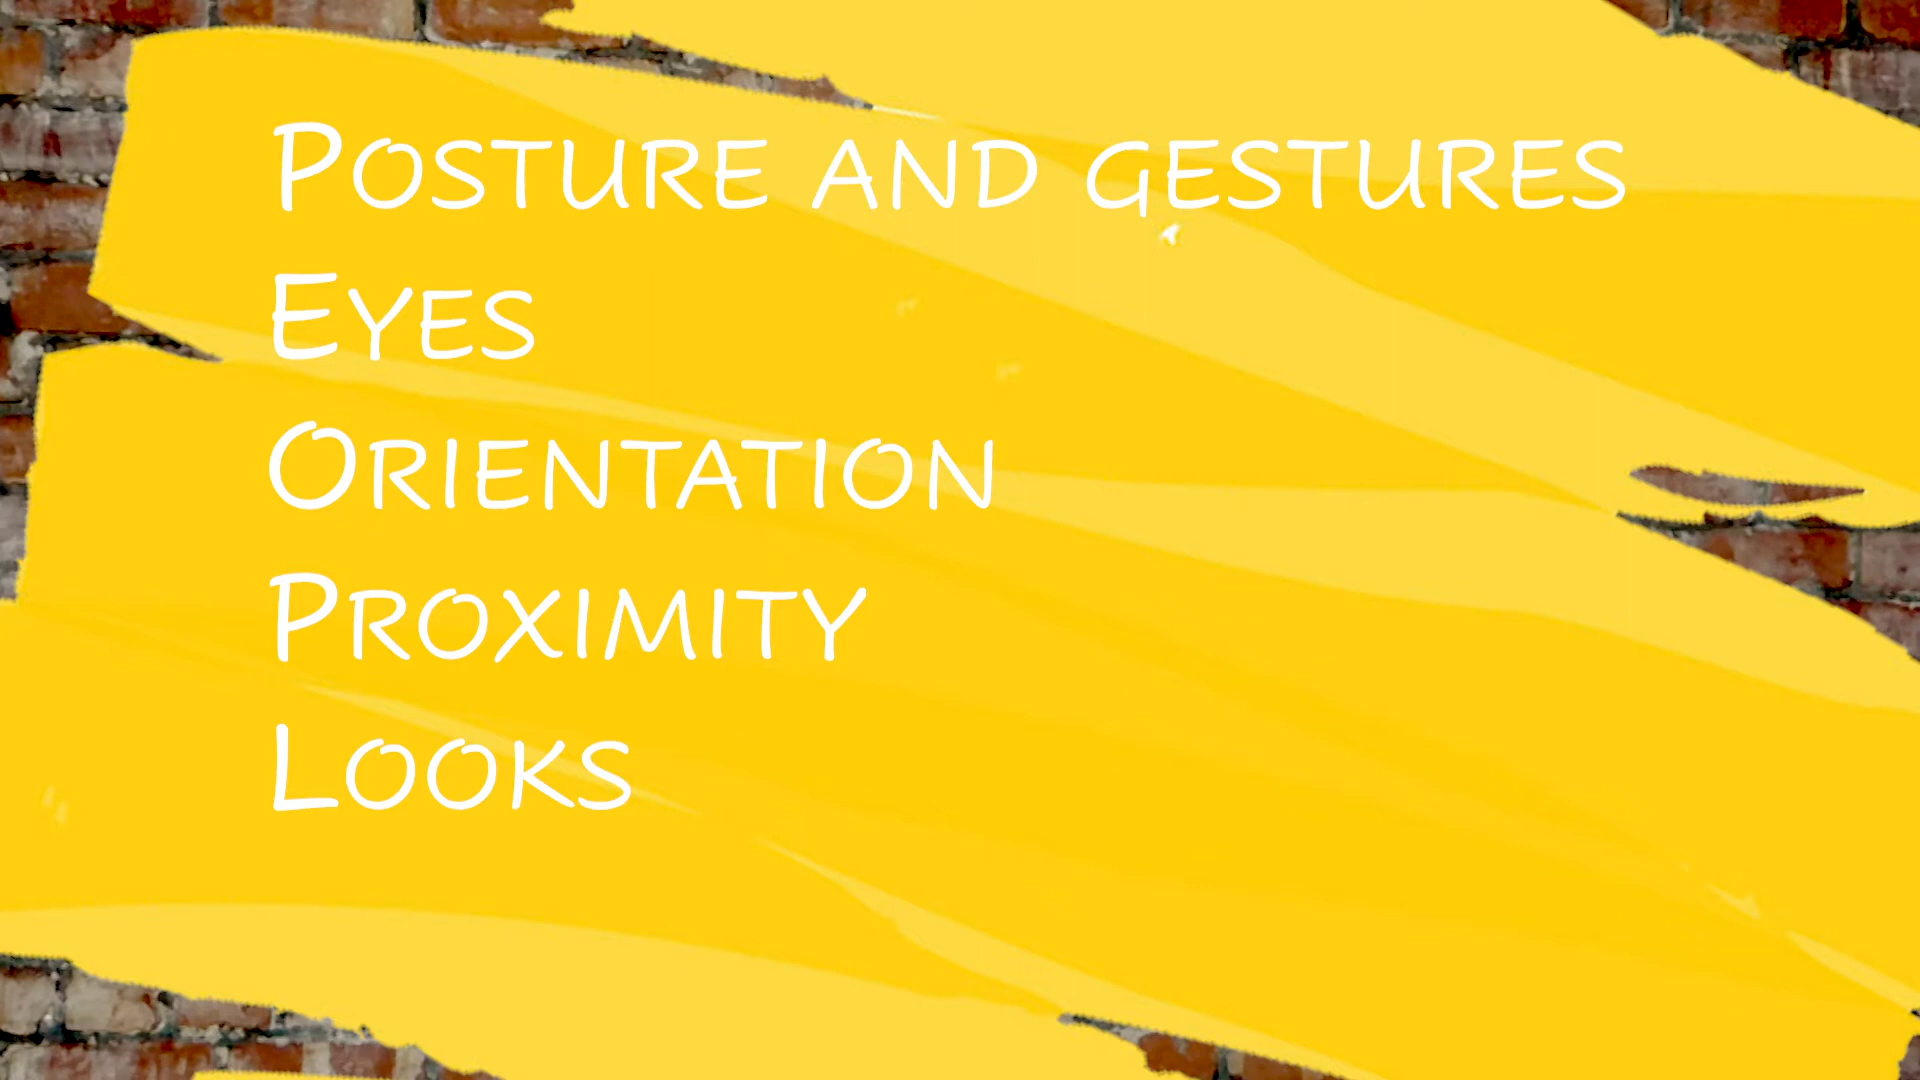 Posture and gestures
Eyes
Orientation
Proximity
Looks